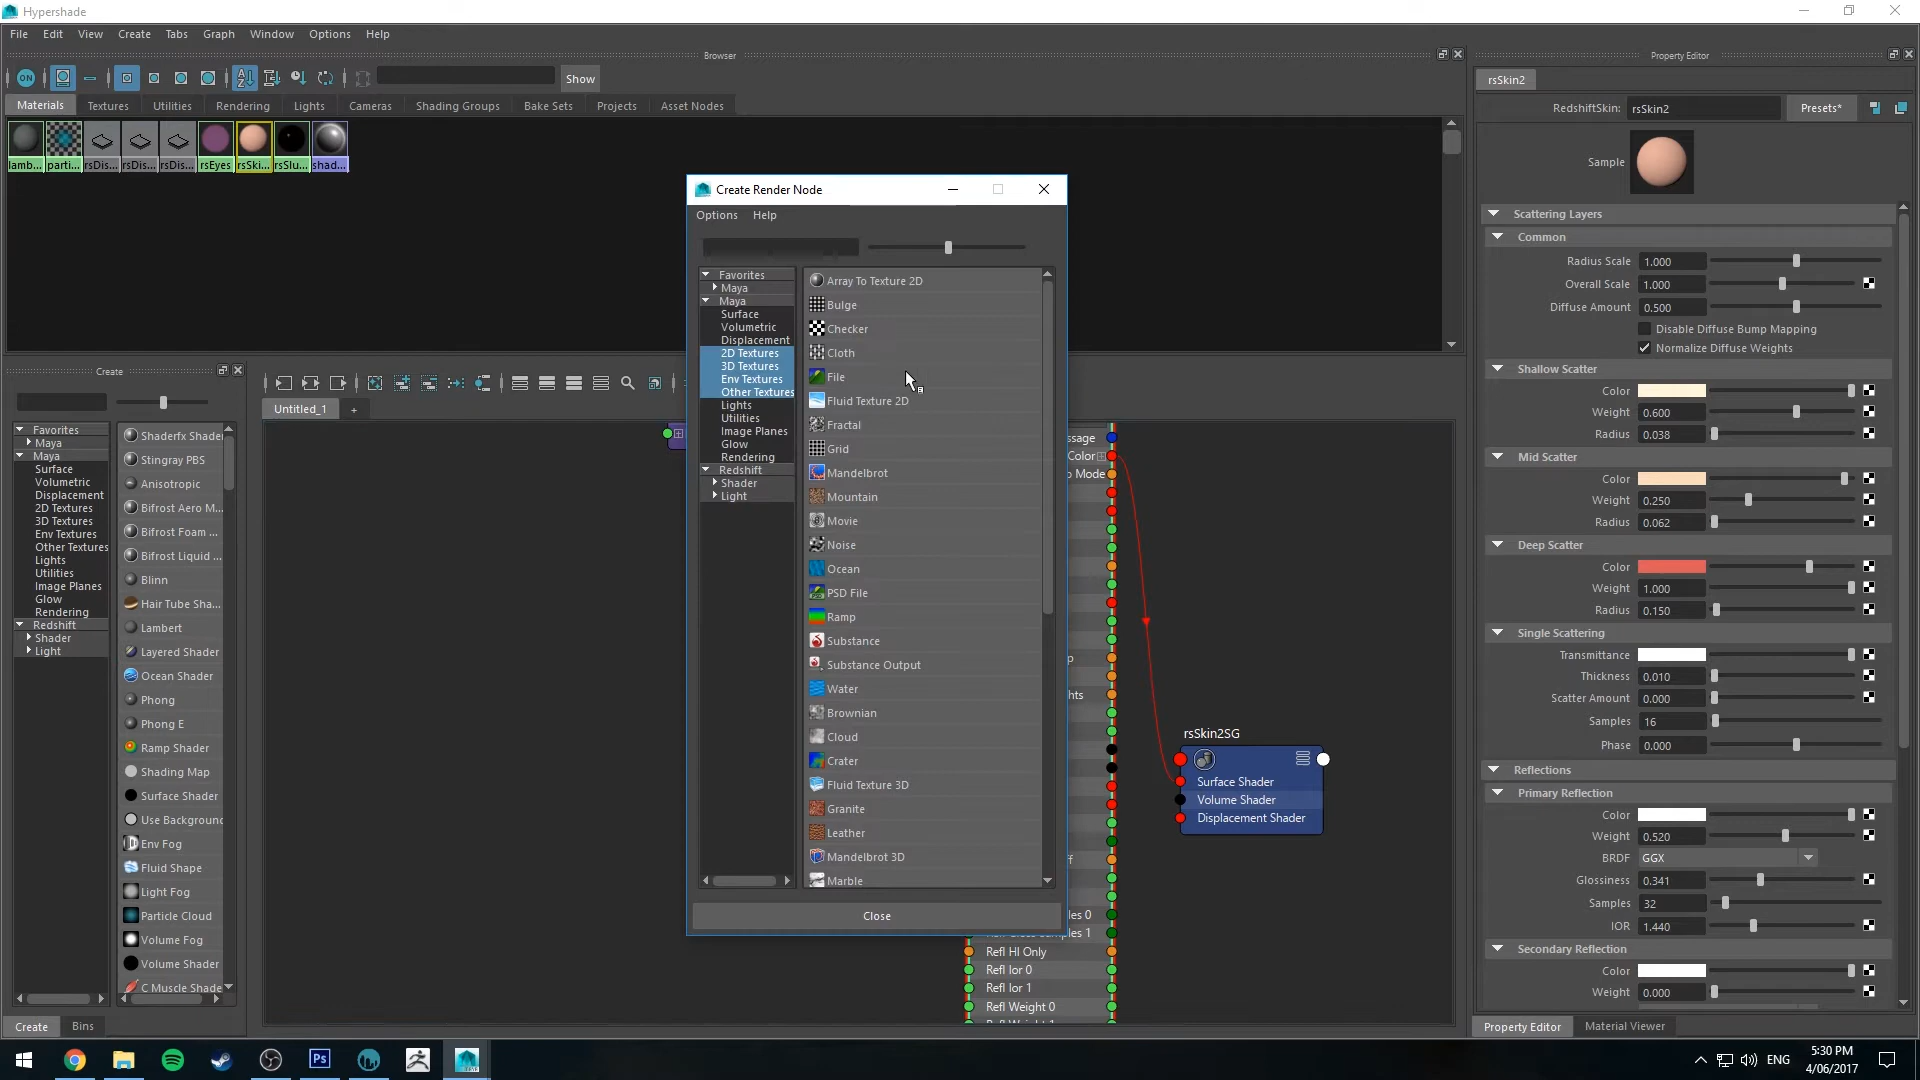 Hypershade
File Edit View Create Tabs Graph Window Options Help
Browser
Property Editor
ON
Show
rsSkin2
Materials Textures Utilities Rendering Lights Cameras Shading Groups Bake Sets Projects Asset Nodes
RedshiftSkin: rsSkin2 Presets*
lamb... parti... rsDis... rsDis... rsDis... rsEyes rsSki... rsSlu... shad...
Sample
Create Render Node
Options Help
Favorites
Maya
Maya
Surface
Volumetric
Displacement
2D Textures
3D Textures
Env Textures
Other Textures
Lights
Utilities
Image Planes
Glow
Rendering
Redshift
Shader
Light
Array To Texture 2D
Bulge
Checker
Cloth
File
Fluid Texture 2D
Fractal
Grid
Mandelbrot
Mountain
Movie
Noise
Ocean
PSD File
Ramp
Substance
Substance Output
Water
Brownian
Cloud
Crater
Fluid Texture 3D
Granite
Leather
Mandelbrot 3D
Marble
Close
Create
Favorites
Maya
Maya
Surface
Volumetric
Displacement
2D Textures
3D Textures
Env Textures
Other Textures
Lights
Utilities
Image Planes
Glow
Rendering
Redshift
Shader
Light
Shaderfx Shader
Stingray PBS
Anisotropic
Bifrost Aero M...
Bifrost Foam ...
Bifrost Liquid ...
Blinn
Hair Tube Sha...
Lambert
Layered Shader
Ocean Shader
Phong
Phong E
Ramp Shader
Shading Map
Surface Shader
Use Background
Env Fog
Fluid Shape
Light Fog
Particle Cloud
Volume Fog
Volume Shader
C Muscle Shade
Create Bins
Untitled_1 +
ssage
Color
Mode
p
hts
f
les 0
1
Refl HI Only
Refl Ior 0
Refl Ior 1
Refl Weight 0
rsSkin2SG
Surface Shader
Volume Shader
Displacement Shader
Scattering Layers
Common
Radius Scale 1.000
Overall Scale 1.000
Diffuse Amount 0.500
Disable Diffuse Bump Mapping
Normalize Diffuse Weights
Shallow Scatter
Color
Weight 0.600
Radius 0.038
Mid Scatter
Color
Weight 0.250
Radius 0.062
Deep Scatter
Color
Weight 1.000
Radius 0.150
Single Scattering
Transmittance
Thickness 0.010
Scatter Amount 0.000
Samples 16
Phase 0.000
Reflections
Primary Reflection
Color
Weight 0.520
BRDF GGX
Glossiness 0.341
Samples 32
IOR 1.440
Secondary Reflection
Color
Weight 0.000
Property Editor Material Viewer
Ps
ENG
5:30 PM
4/06/2017